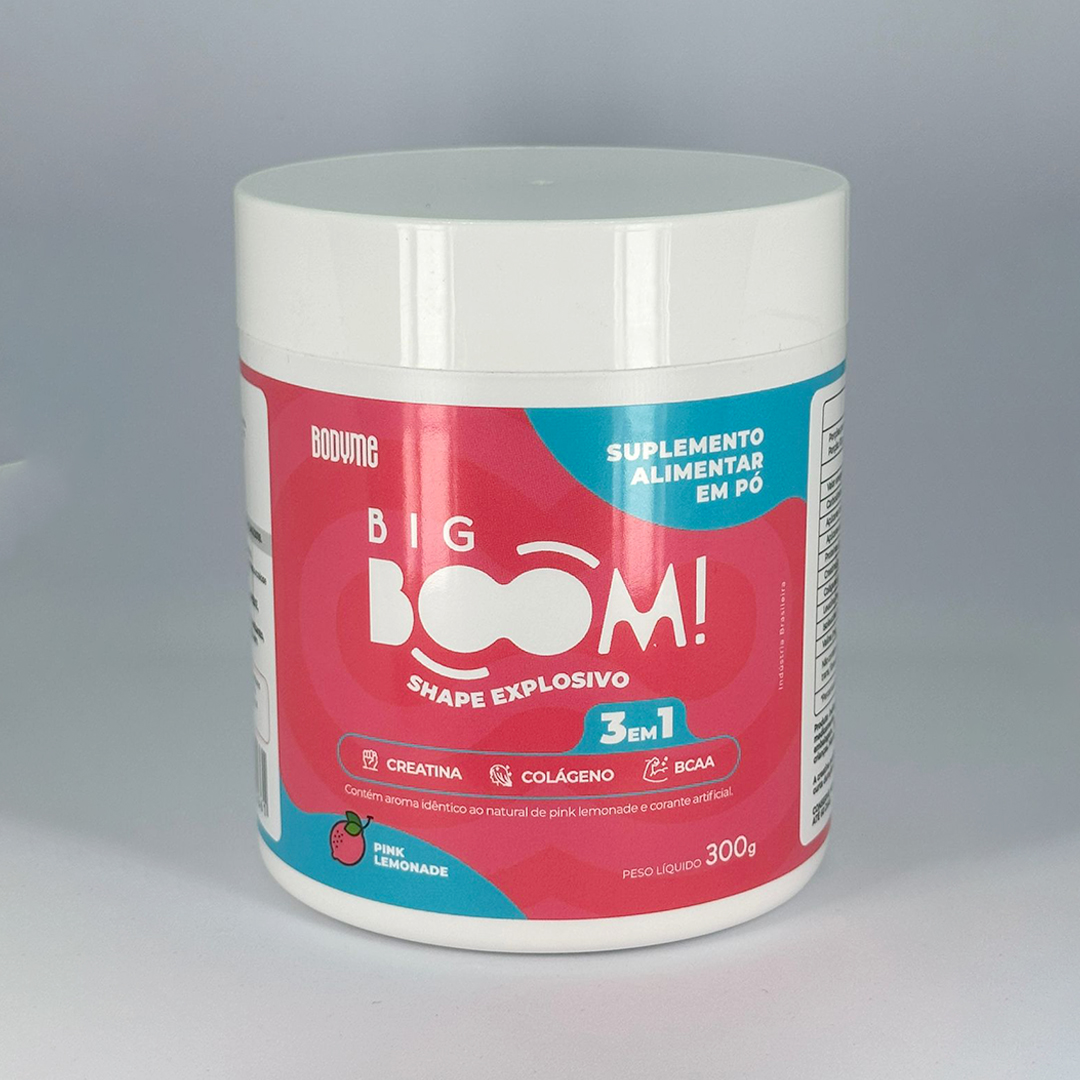 BODYME
SUPLEMENTO
ALIMENTAR
EM PÓ
BIG
BOOM!
SHAPE EXPLOSIVO
3 EM 1
CREATINA COLÁGENO BCAA
Contém aroma idêntico ao natural de pink lemonade e corante artificial.
PINK
LEMONADE
PESO LÍQUIDO 300g
Indústria Brasileira